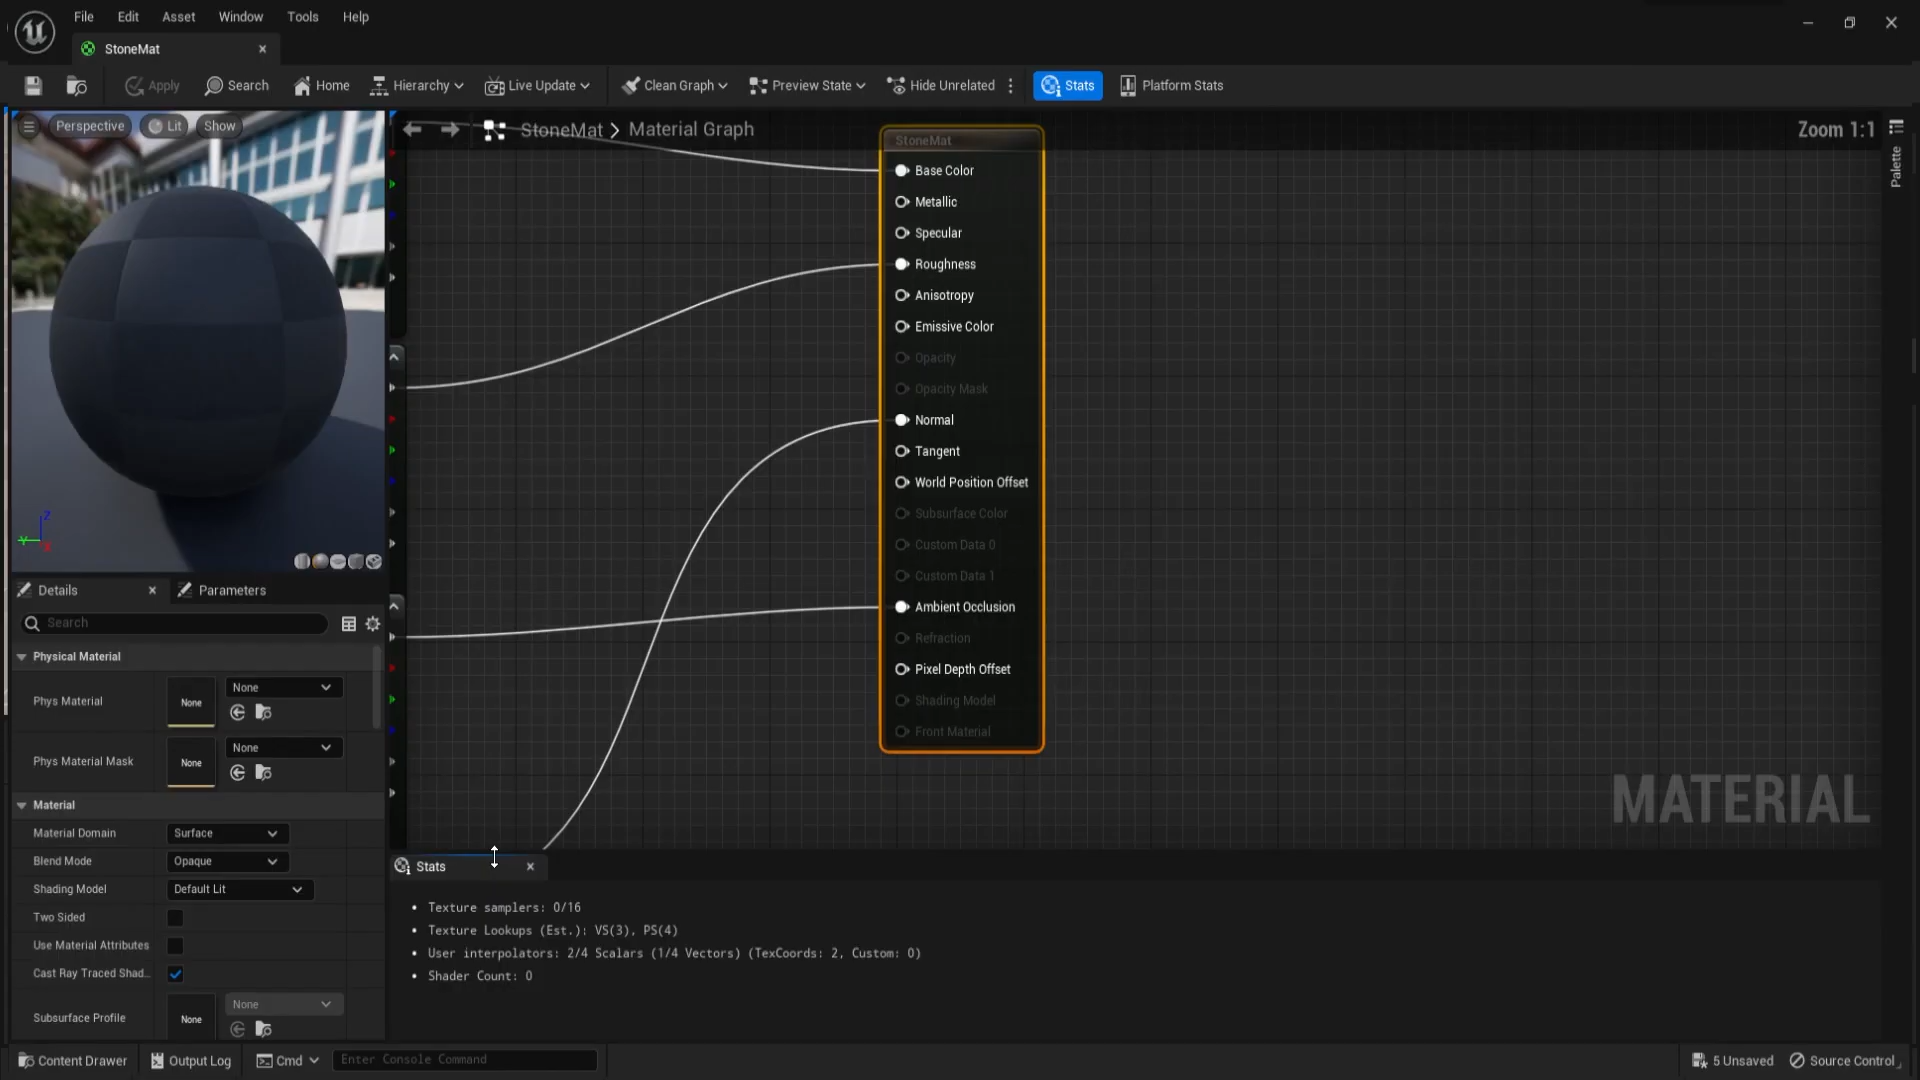 File Edit Asset Window Tools Help
StoneMat
Apply Search Home Hierarchy Live Update Clean Graph Preview State Hide Unrelated Stats Platform Stats
Perspective Lit Show
StoneMat Material Graph
Zoom 1:1
Palette
StoneMat
Base Color
Metallic
Specular
Roughness
Anisotropy
Emissive Color
Opacity
Opacity Mask
Normal
Tangent
World Position Offset
Subsurface Color
Custom Data 0
Custom Data 1
Ambient Occlusion
Refraction
Pixel Depth Offset
Shading Model
Front Material
MATERIAL
Z
Y
X
Details Parameters
Search
Physical Material
Phys Material None None
Phys Material Mask None None
Material
Material Domain Surface
Blend Mode Opaque
Shading Model Default Lit
Two Sided
Use Material Attributes
Cast Ray Traced Shad...
Subsurface Profile None None
Stats
• Texture samplers: 0/16
• Texture Lookups (Est.): VS(3), PS(4)
• User interpolators: 2/4 Scalars (1/4 Vectors) (TexCoords: 2, Custom: 0)
• Shader Count: 0
Content Drawer Output Log Cmd Enter Console Command 5 Unsaved Source Control